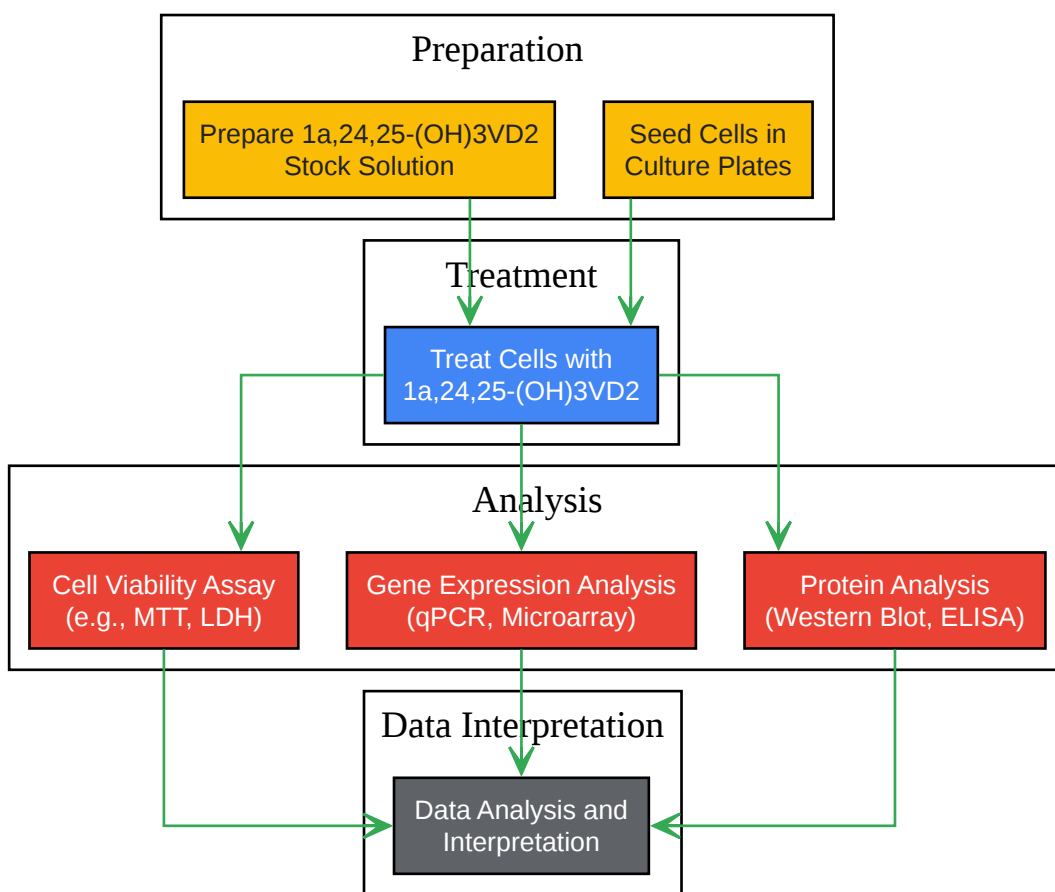 Preparation
Prepare 1a,24,25-(OH)3VD2
Stock Solution
Seed Cells in
Culture Plates
Treatment
Treat Cells with
1a,24,25-(OH)3VD2
Analysis
Cell Viability Assay
(e.g., MTT, LDH)
Gene Expression Analysis
(qPCR, Microarray)
Protein Analysis
(Western Blot, ELISA)
Data Interpretation
Data Analysis and
Interpretation